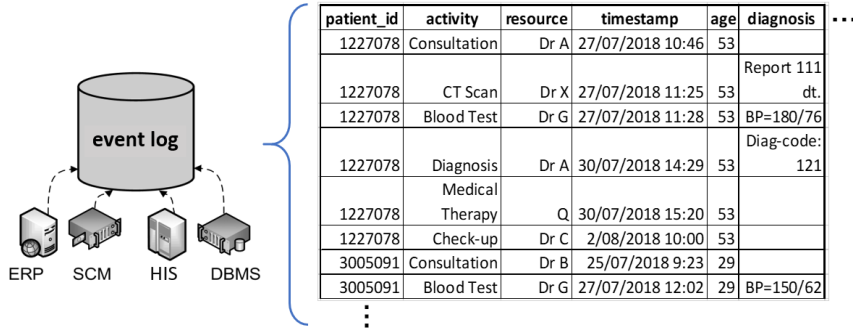 patient_id activity resource timestamp age diagnosis ...
1227078 Consultation Dr A 27/07/2018 10:46 53
Report 111
1227078 CT Scan Dr X 27/07/2018 11:25 53 dt.
1227078 Blood Test Dr G 27/07/2018 11:28 53 BP=180/76
Diag-code:
1227078 Diagnosis Dr A 30/07/2018 14:29 53 121
Medical
1227078 Therapy Q 30/07/2018 15:20 53
1227078 Check-up Dr C 2/08/2018 10:00 53
3005091 Consultation Dr B 25/07/2018 9:23 29
3005091 Blood Test Dr G 27/07/2018 12:02 29 BP=150/62
event log
ERP SCM HIS DBMS